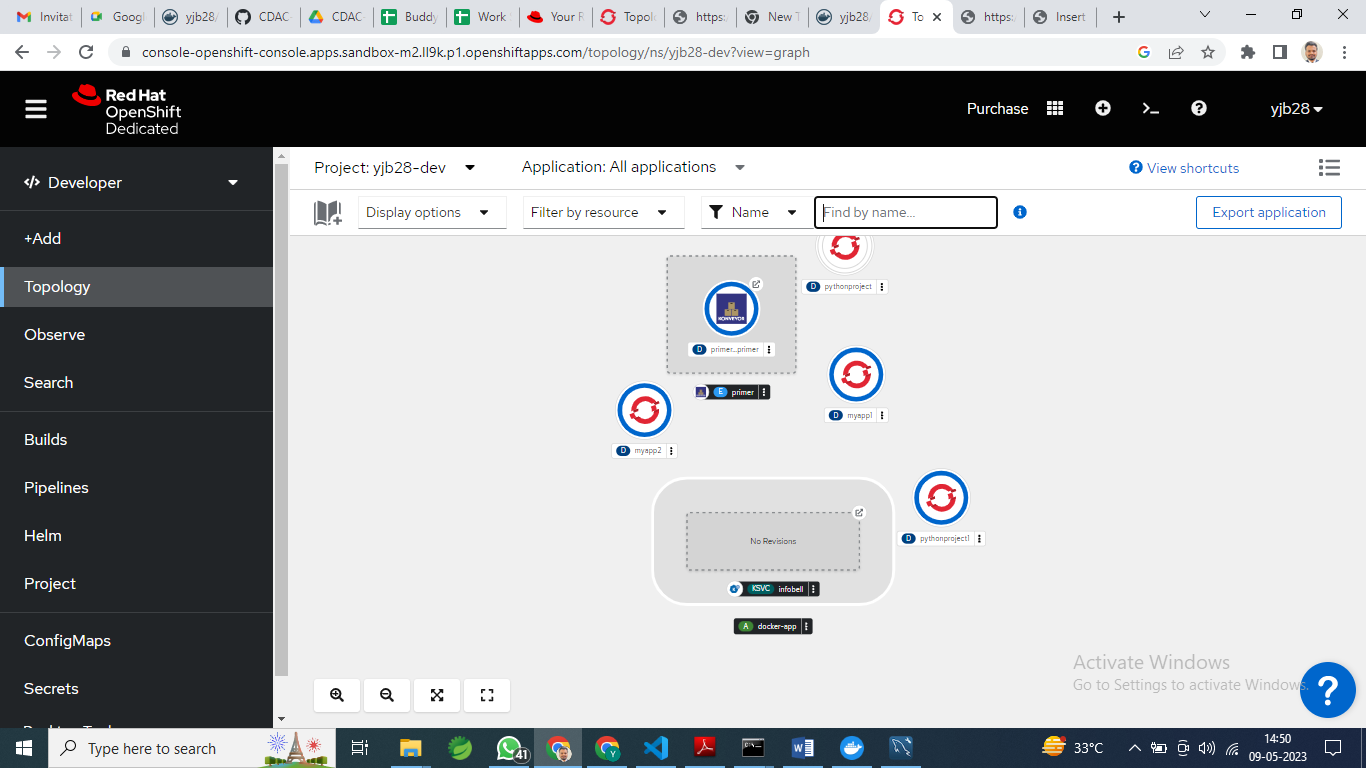 Invitat
Googl
yjb28/
CDAC-
CDAC
Buddy
Work S
Your R
Topolo
https:/
New T
yjb28/
To
https:/
Insert
console-openshift-console.apps.sandbox-m2.ll9k.p1.openshiftapps.com/topology/ns/yjb28-dev?view=graph
Red Hat
OpenShift
Dedicated
Purchase
yjb28
Developer
Project: yjb28-dev
Application: All applications
View shortcuts
Display options
Filter by resource
Name
Find by name...
Export application
+Add
Topology
Observe
Search
Builds
Pipelines
Helm
Project
ConfigMaps
Secrets
D pythonproject
KONVEYOR
D primer...primer
E primer
D myapp1
D myapp2
D pythonproject1
No Revisions
KSVC infobell
A docker-app
Activate Windows
Go to Settings to activate Windows.
Type here to search
41
33°C
14:50
09-05-2023